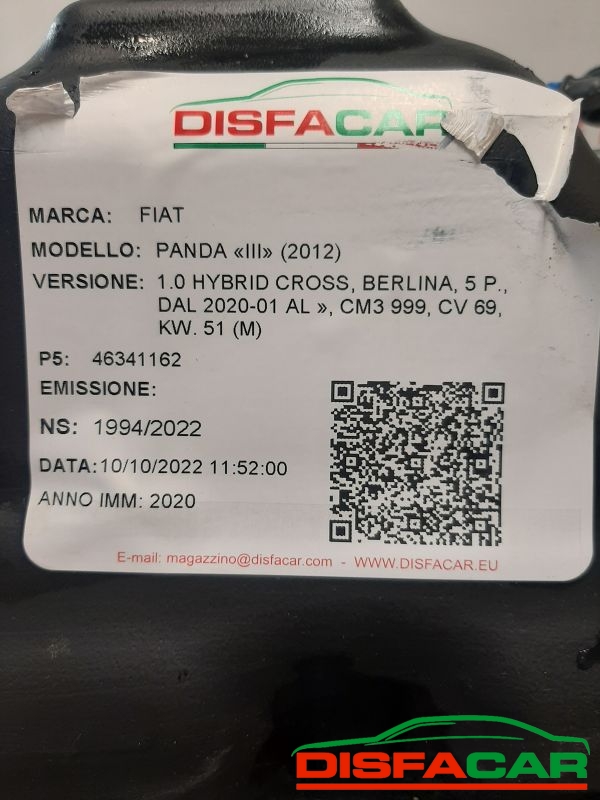 DISFACAR
MARCA: FIAT
MODELLO: PANDA «III» (2012)
VERSIONE: 1.0 HYBRID CROSS, BERLINA, 5 P.,
DAL 2020-01 AL », CM3 999, CV 69,
KW. 51 (M)
P5: 46341162
EMISSIONE:
NS: 1994/2022
DATA:10/10/2022 11:52:00
ANNO IMM: 2020
E-mail: magazzino@disfacar.com - WWW.DISFACAR.EU
DISFACAR